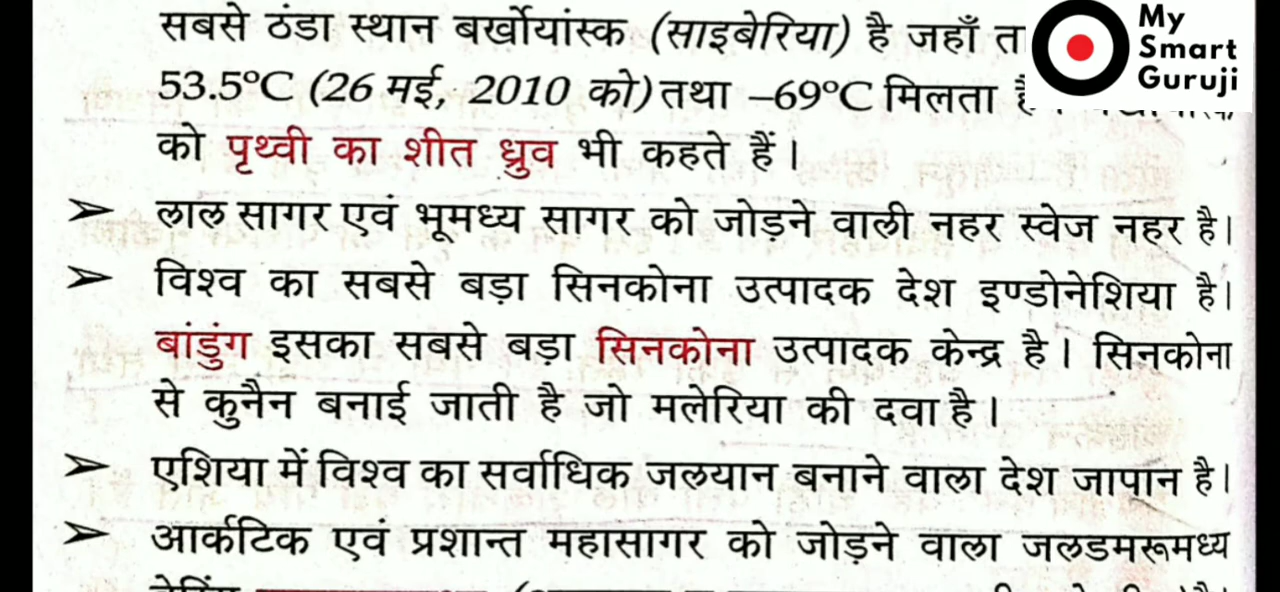 सबसे ठंडा स्थान बर्खोयांस्क (साइबेरिया) है जहाँ
My
Smart
Guruji
53.5°C (26 मई, 2010 को) तथा –69°C मिलता
को पृथ्वी का शीत ध्रुव भी कहते हैं।
➢ लाल सागर एवं भूमध्य सागर को जोड़ने वाली नहर स्वेज नहर है।
➢ विश्व का सबसे बड़ा सिनकोना उत्पादक देश इण्डोनेशिया है।
बांडुंग इसका सबसे बड़ा सिनकोना उत्पादक केन्द्र है। सिनकोना
से कुनैन बनाई जाती है जो मलेरिया की दवा है।
➢ एशिया में विश्व का सर्वाधिक जलयान बनाने वाला देश जापान है।
➢ आर्कटिक एवं प्रशान्त महासागर को जोड़ने वाला जलडमरूमध्य